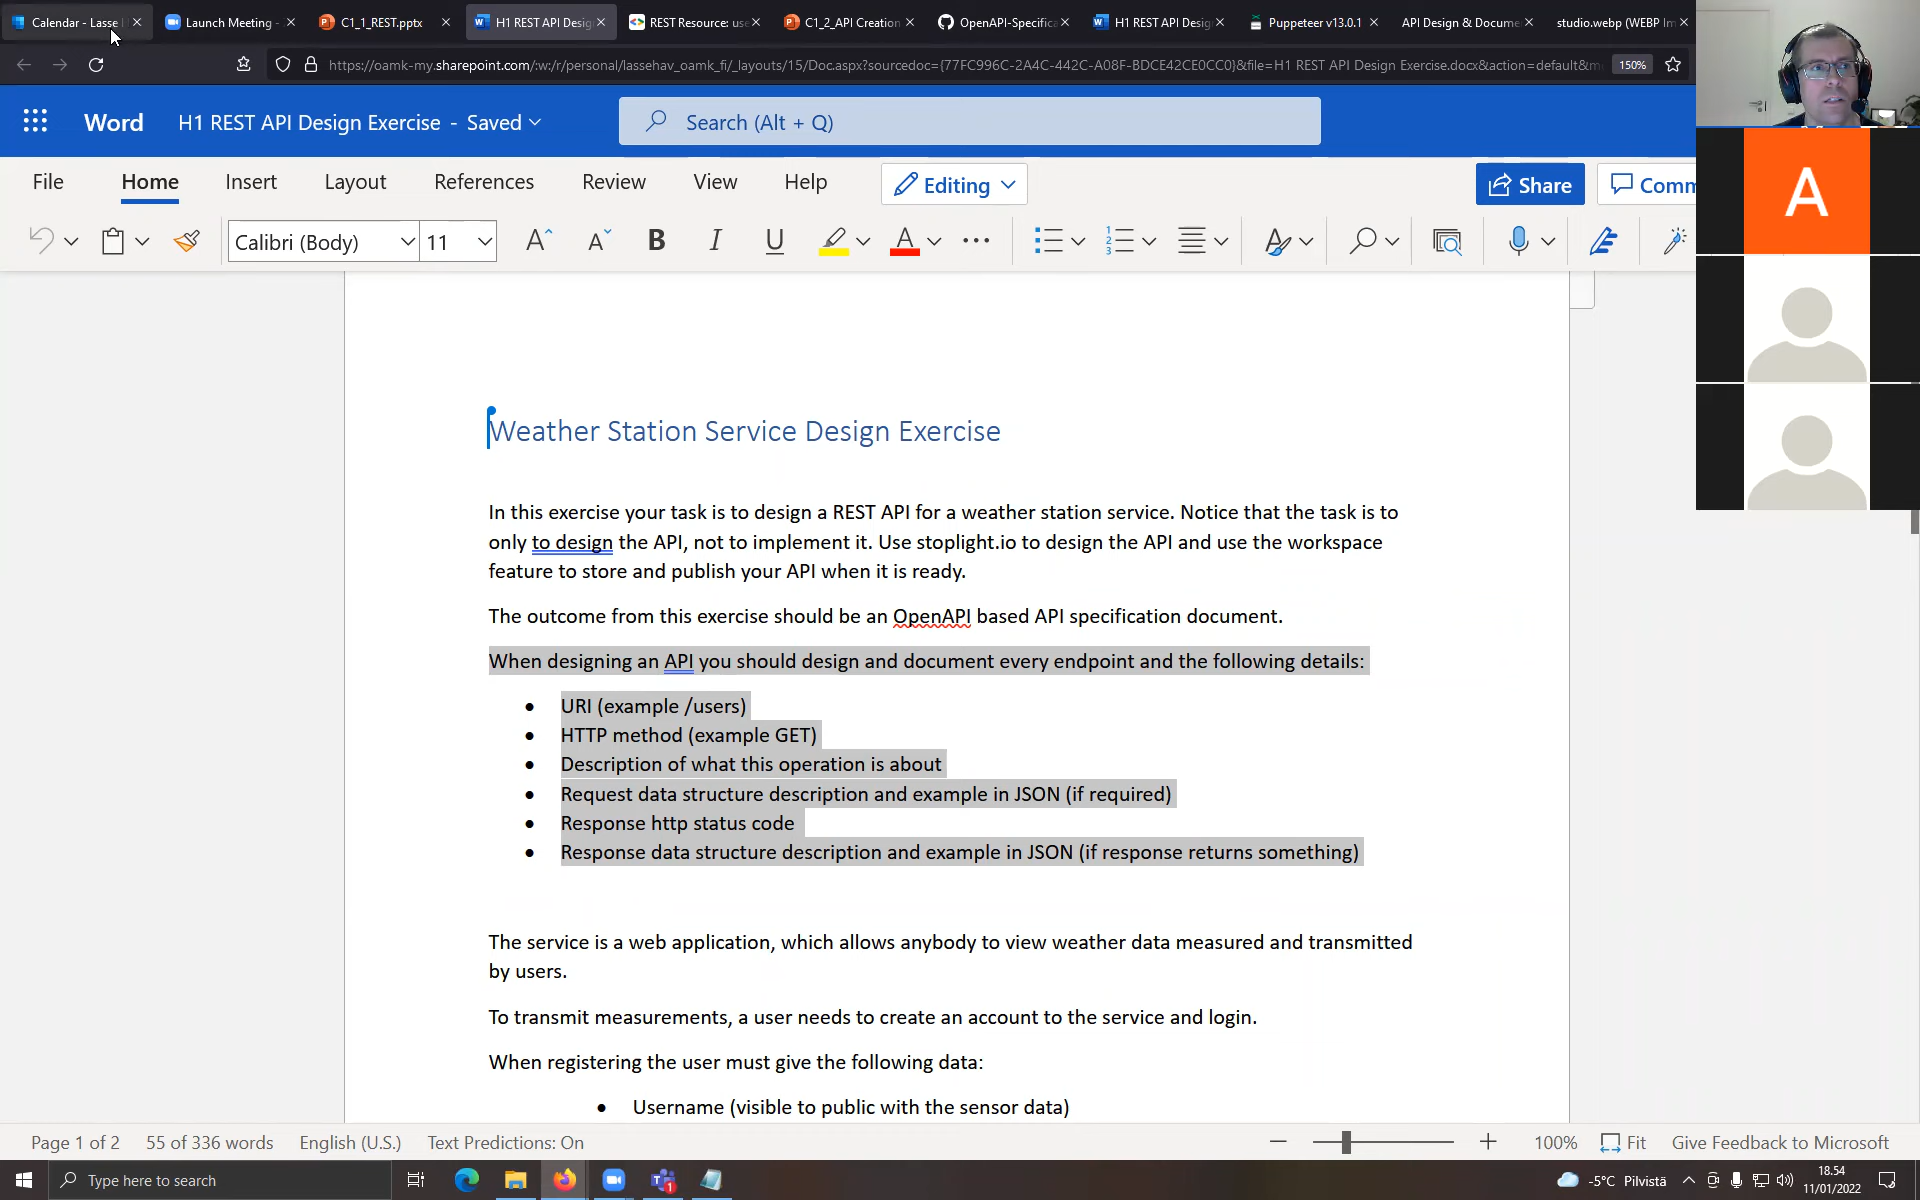 Calendar - Lasse
Launch Meeting -
C1_1_REST.pptx
H1 REST API Desig
REST Resource: use
C1_2_API Creation
OpenAPI-Specifica
H1 REST API Desig
Puppeteer v13.0.1
API Design & Docume
studio.webp (WEBP Im
https://oamk-my.sharepoint.com/:w:/r/personal/lassehav_oamk_fi/_layouts/15/Doc.aspx?sourcedoc={77FC996C-2A4C-442C-A08F-BDCE42CE0CC0}&file=H1 REST API Design Exercise.docx&action=default&m
150%
Word
H1 REST API Design Exercise - Saved
Search (Alt + Q)
File
Home
Insert
Layout
References
Review
View
Help
Editing
Share
Comm
Calibri (Body)
11
A
A
B
I
U
A
A
Weather Station Service Design Exercise
In this exercise your task is to design a REST API for a weather station service. Notice that the task is to
only to design the API, not to implement it. Use stoplight.io to design the API and use the workspace
feature to store and publish your API when it is ready.
The outcome from this exercise should be an OpenAPI based API specification document.
When designing an API you should design and document every endpoint and the following details:
• URI (example /users)
• HTTP method (example GET)
• Description of what this operation is about
• Request data structure description and example in JSON (if required)
• Response http status code
• Response data structure description and example in JSON (if response returns something)
The service is a web application, which allows anybody to view weather data measured and transmitted
by users.
To transmit measurements, a user needs to create an account to the service and login.
When registering the user must give the following data:
• Username (visible to public with the sensor data)
Page 1 of 2
55 of 336 words
English (U.S.)
Text Predictions: On
100%
Fit
Give Feedback to Microsoft
Type here to search
-5°C Pilvistä
18.54
11/01/2022